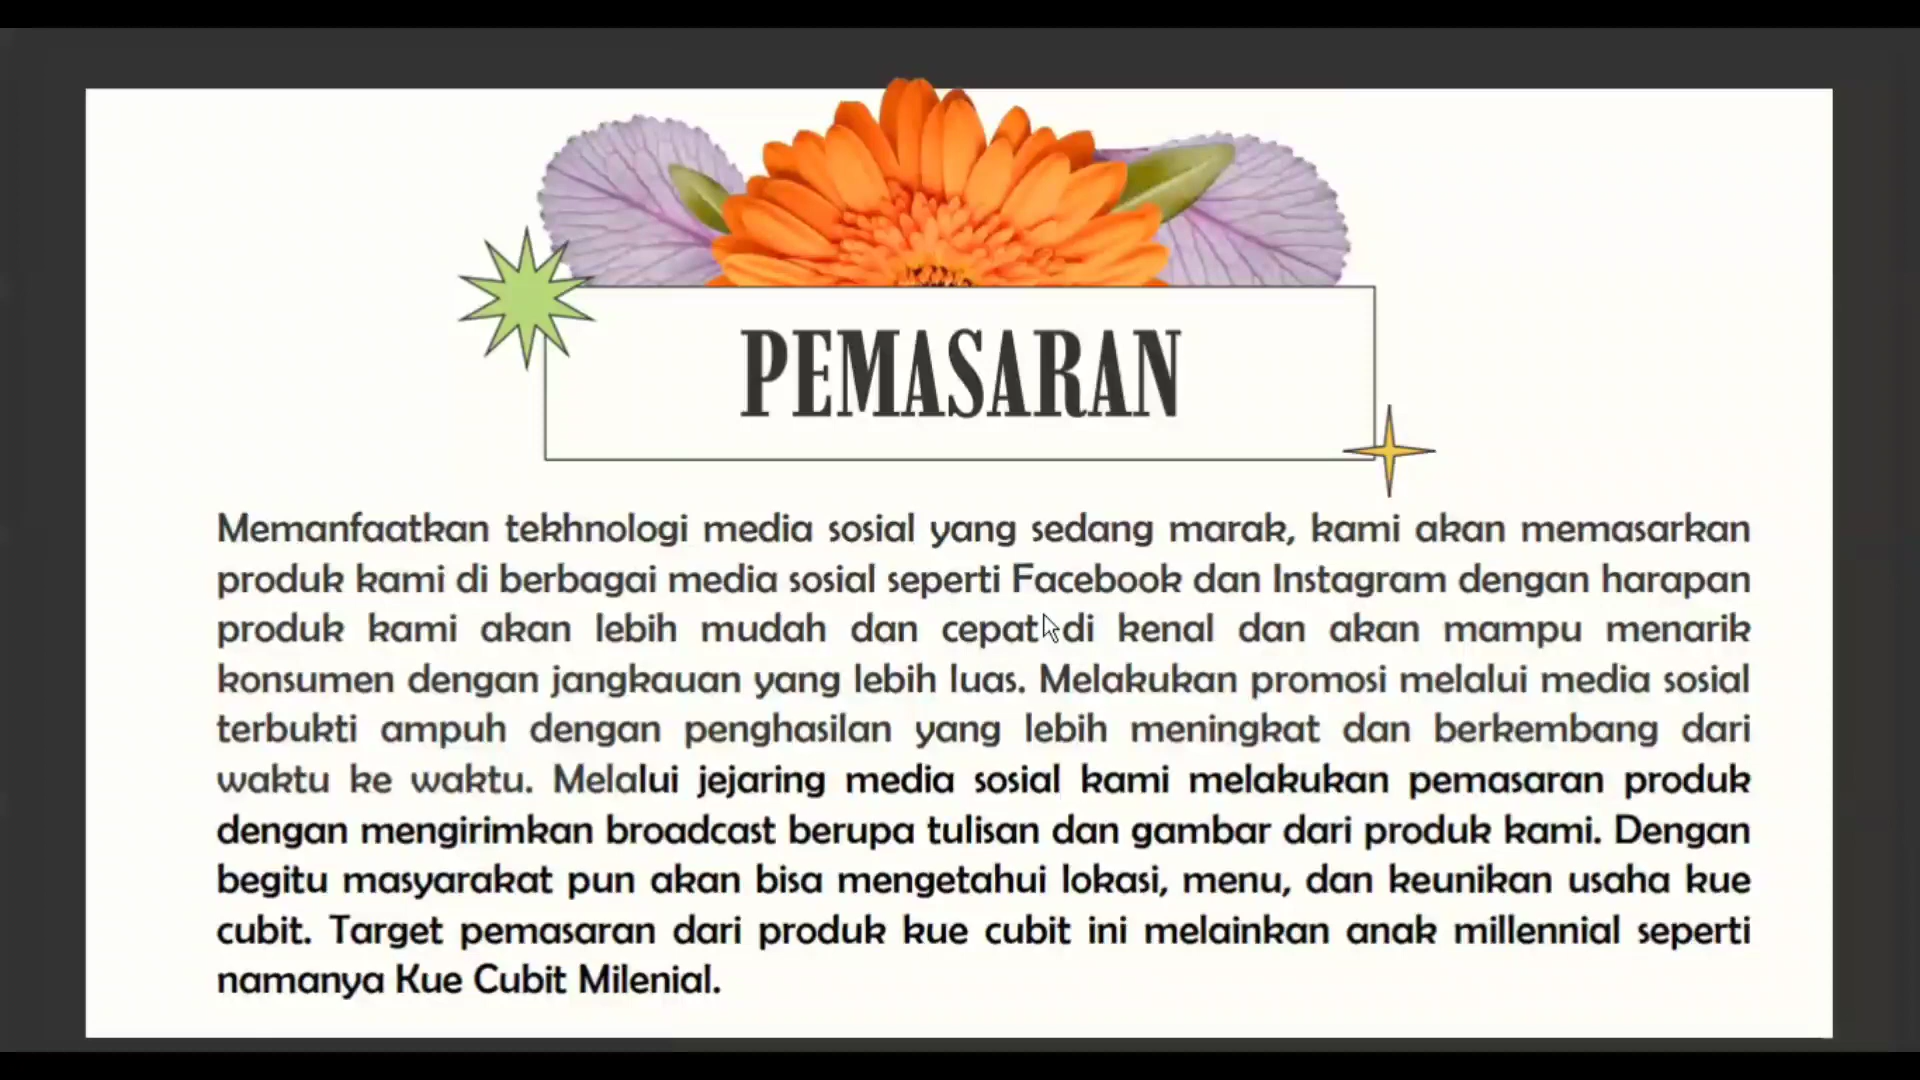 PEMASARAN
Memanfaatkan tekhnologi media sosial yang sedang marak, kami akan memasarkan
produk kami di berbagai media sosial seperti Facebook dan Instagram dengan harapan
produk kami akan lebih mudah dan cepat di kenal dan akan mampu menarik
konsumen dengan jangkauan yang lebih luas. Melakukan promosi melalui media sosial
terbukti ampuh dengan penghasilan yang lebih meningkat dan berkembang dari
waktu ke waktu. Melalui jejaring media sosial kami melakukan pemasaran produk
dengan mengirimkan broadcast berupa tulisan dan gambar dari produk kami. Dengan
begitu masyarakat pun akan bisa mengetahui lokasi, menu, dan keunikan usaha kue
cubit. Target pemasaran dari produk kue cubit ini melainkan anak millennial seperti
namanya Kue Cubit Milenial.